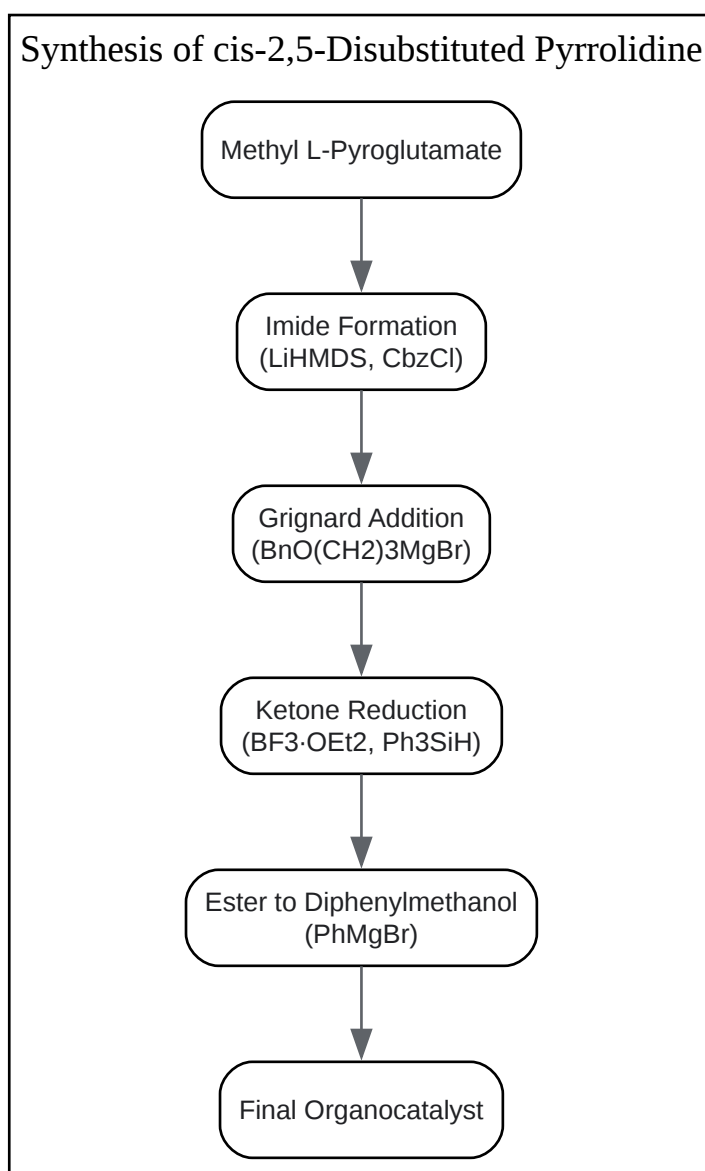 Synthesis of cis-2,5-Disubstituted Pyrrolidine
Methyl L-Pyroglutamate
Imide Formation
(LiHMDS, CbzCl)
Grignard Addition
(BnO(CH2)3MgBr)
Ketone Reduction
(BF3·OEt2, Ph3SiH)
Ester to Diphenylmethanol
(PhMgBr)
Final Organocatalyst